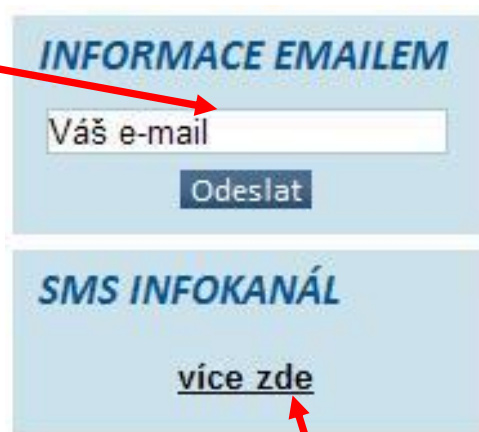 INFORMACE EMAILEM
Váš e-mail
Odeslat
SMS INFOKANÁL
více zde